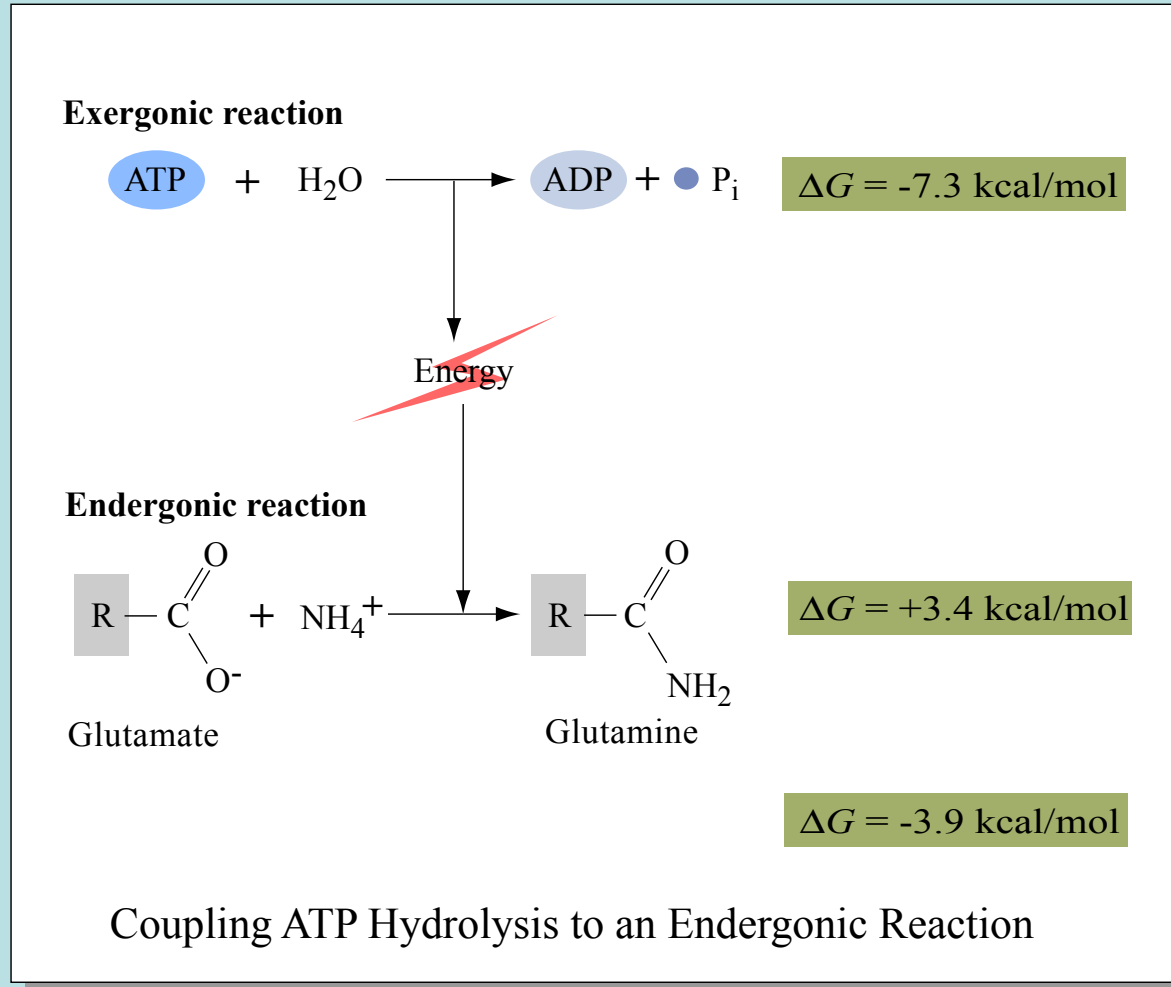 Exergonic reaction
ATP + H₂O ADP + Pᵢ ΔG = -7.3 kcal/mol
Energy
Endergonic reaction
O O
R C + NH₄⁺ R C ΔG = +3.4 kcal/mol
O⁻ NH₂
Glutamate Glutamine
ΔG = -3.9 kcal/mol
Coupling ATP Hydrolysis to an Endergonic Reaction